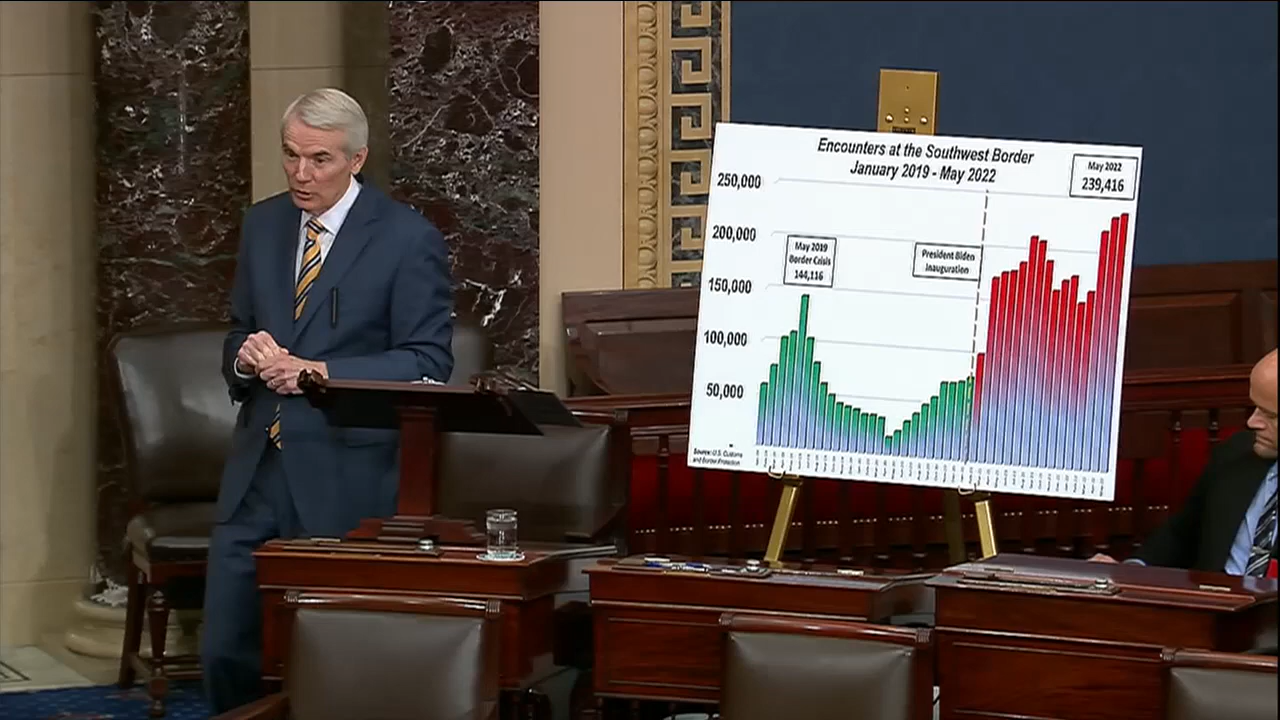 Encounters at the Southwest Border
January 2019 - May 2022
May 2022
239,416
250,000
200,000
150,000
100,000
50,000
May 2019
Border Crisis
144,116
President Biden
Inauguration
Source: U.S. Customs
and Border Protection